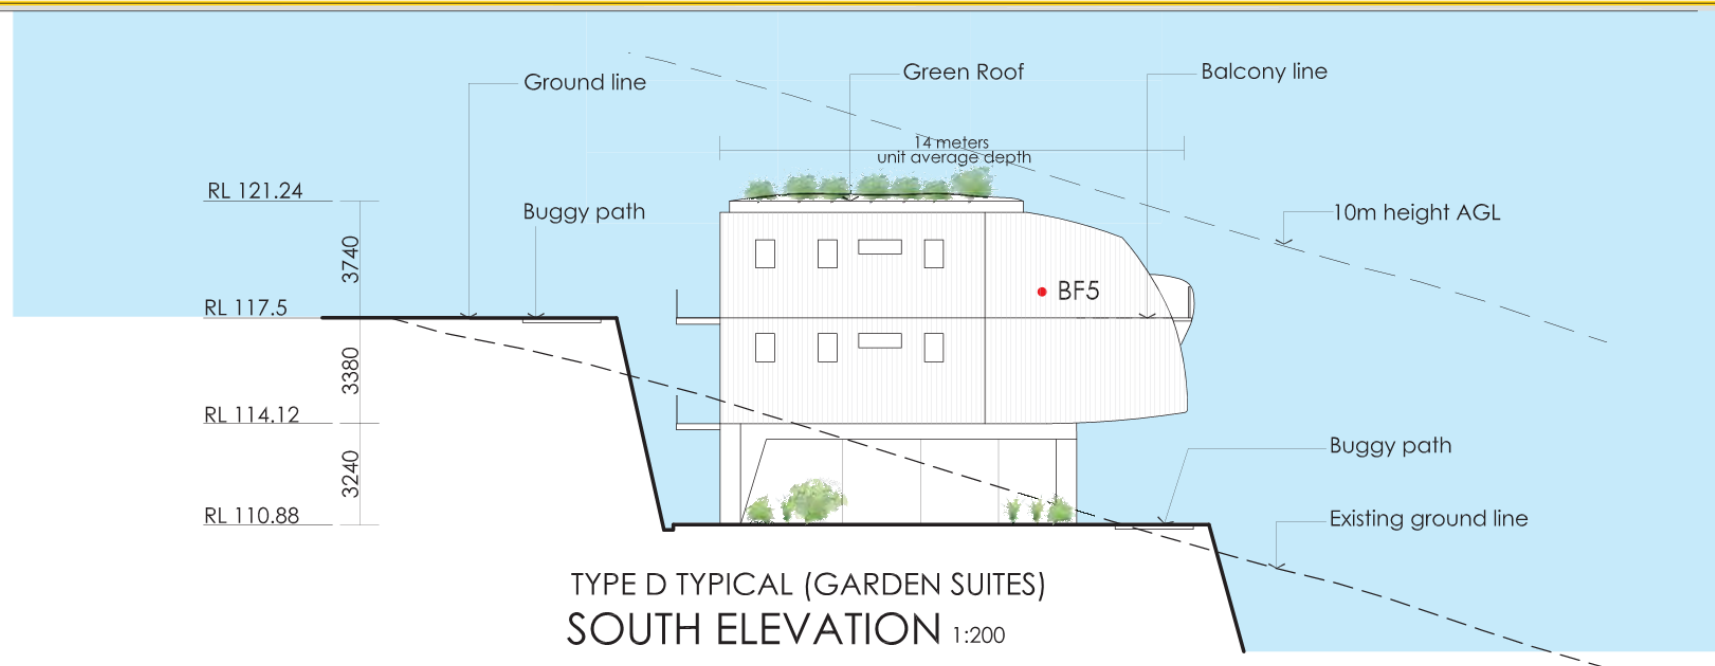 Ground line
Green Roof
Balcony line
14 meters
unit average depth
RL 121.24
Buggy path
10m height AGL
3740
BF5
RL 117.5
3380
RL 114.12
Buggy path
3240
RL 110.88
Existing ground line
TYPE D TYPICAL (GARDEN SUITES)
SOUTH ELEVATION 1:200